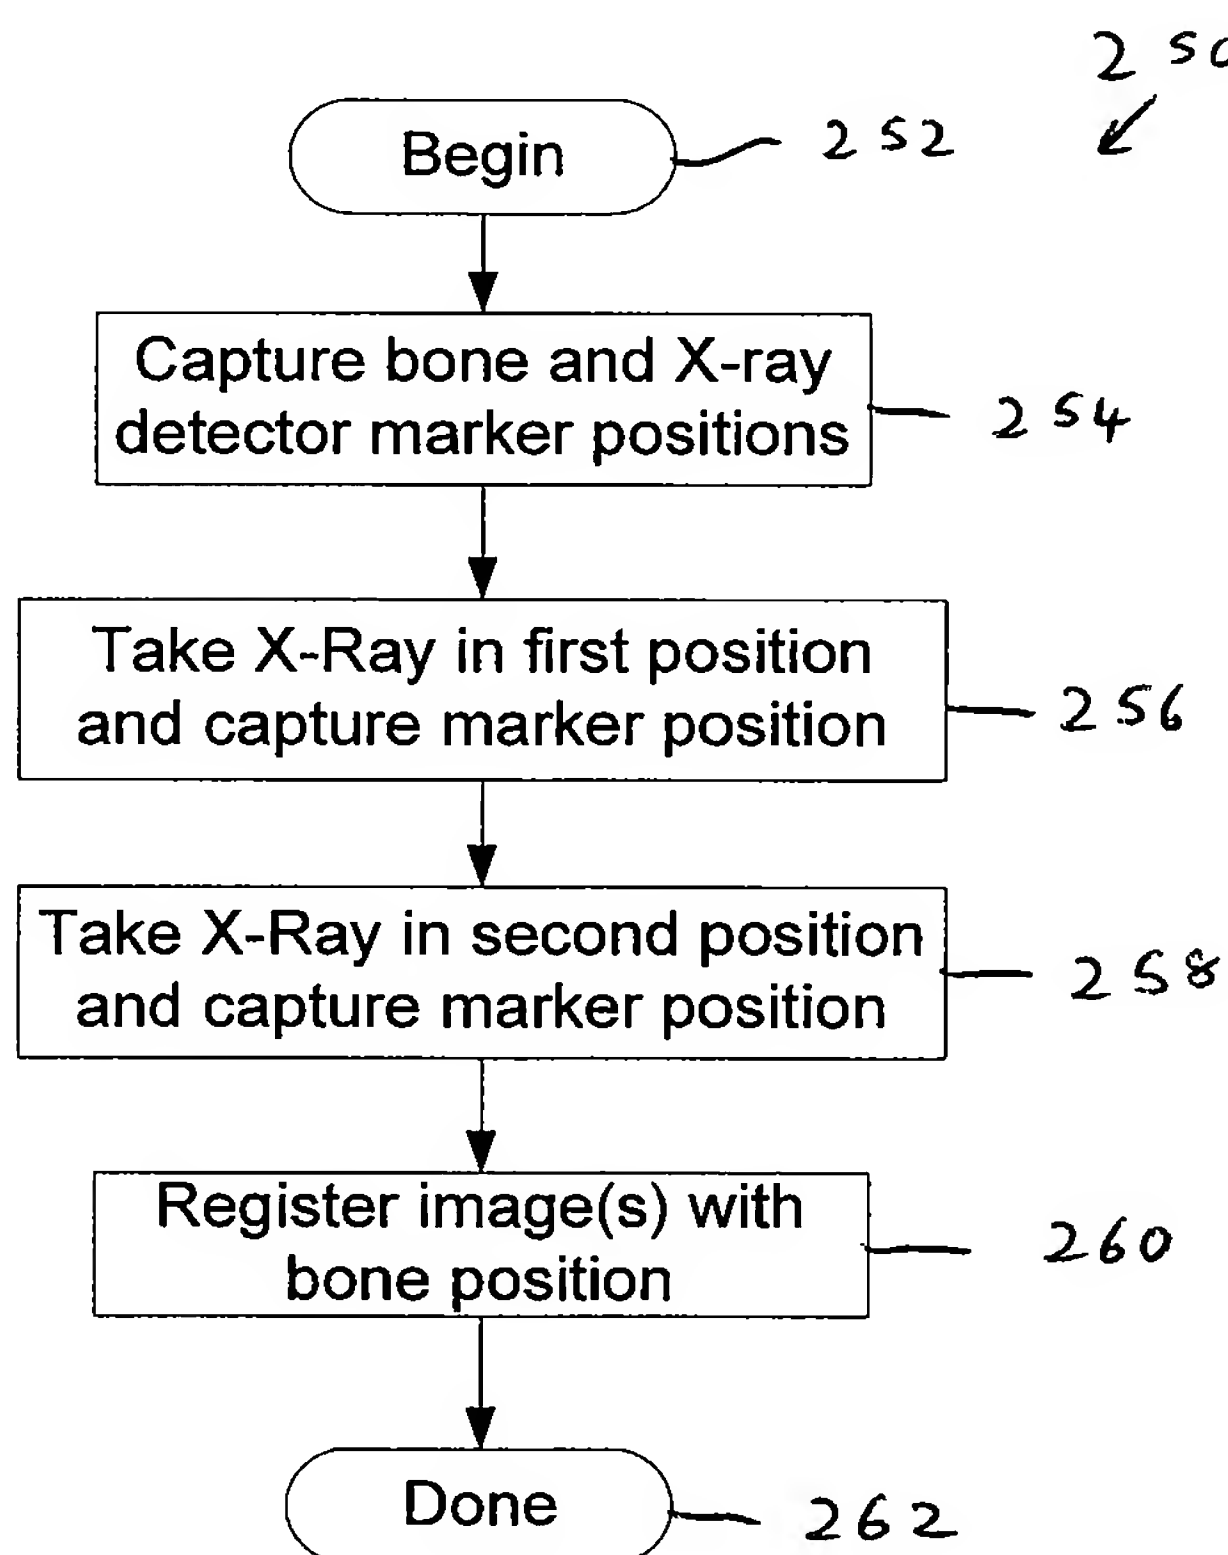 250
Begin
252
Capture bone and X-ray
detector marker positions
254
Take X-Ray in first position
and capture marker position
256
Take X-Ray in second position
and capture marker position
258
Register image(s) with
bone position
260
Done
262